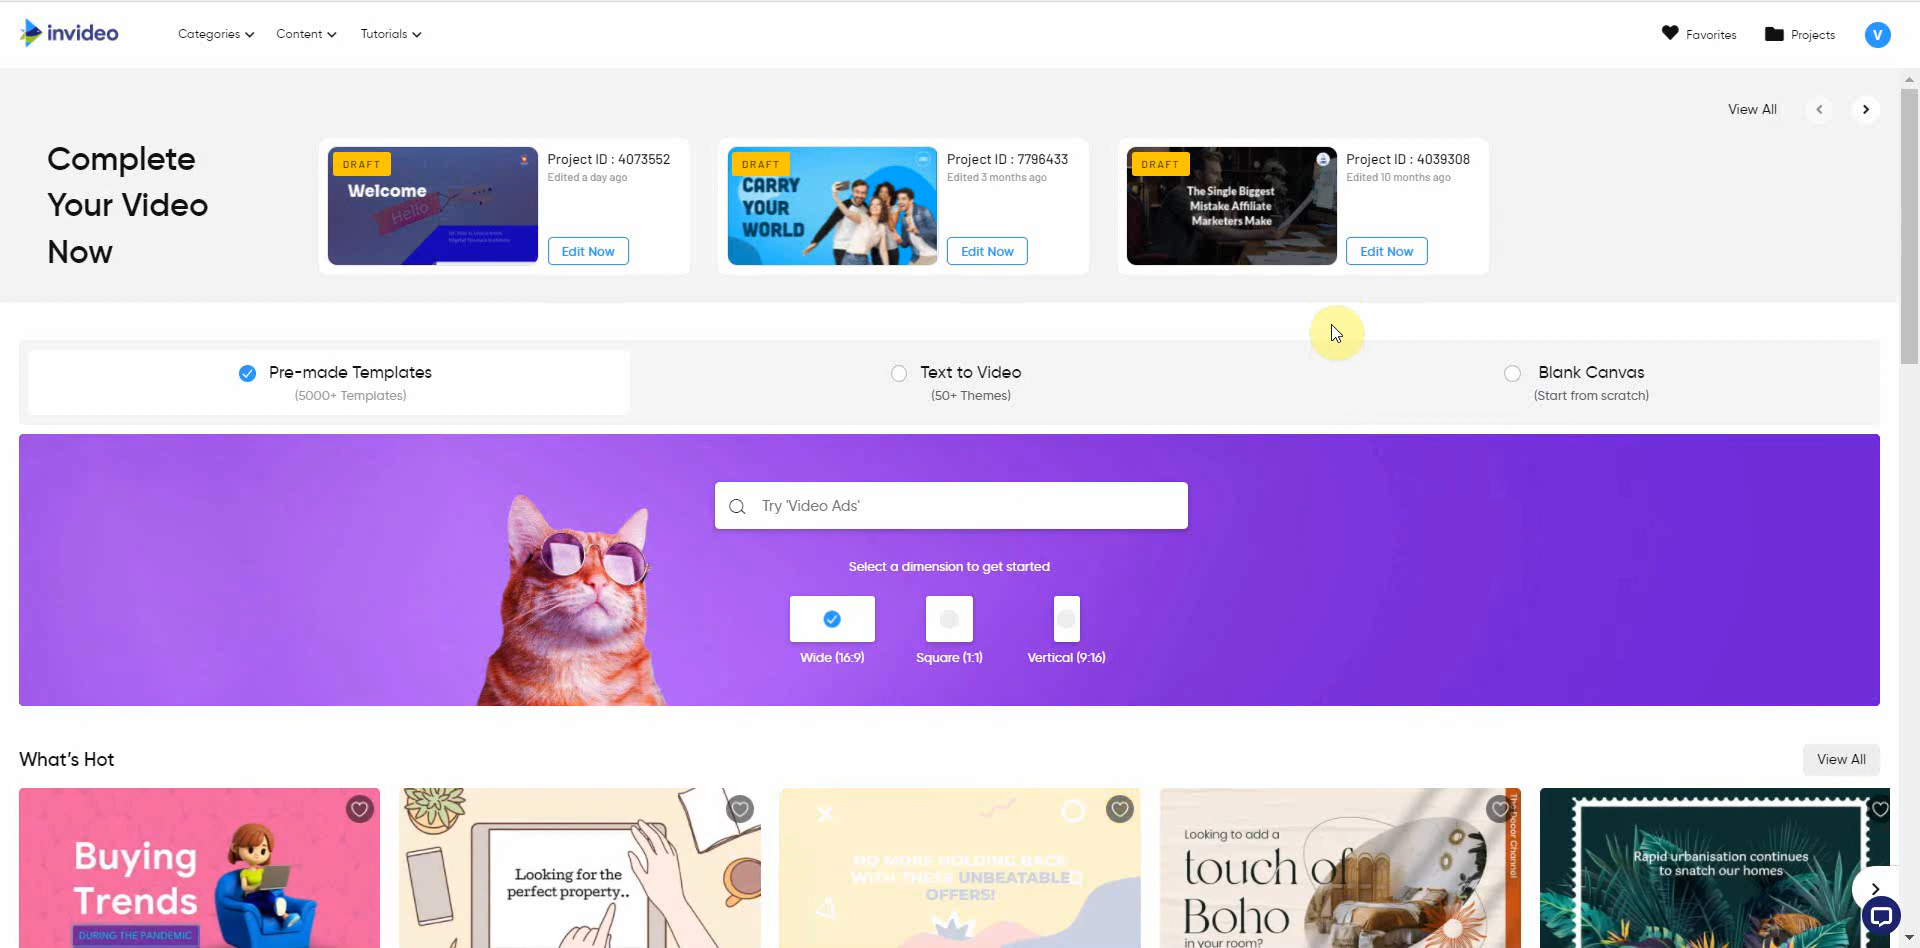 invideo
Categories
Content
Tutorials
Favorites
Projects
V
View All
Complete
Your Video
Now
DRAFT
Welcome
Hello
Project ID : 4073552
Edited a day ago
Edit Now
DRAFT
CARRY
YOUR
WORLD
Project ID : 7796433
Edited 3 months ago
Edit Now
DRAFT
The Single Biggest
Mistake Affiliate
Marketers Make
Project ID : 4039308
Edited 10 months ago
Edit Now
Pre-made Templates
(5000+ Templates)
Text to Video
(50+ Themes)
Blank Canvas
(Start from scratch)
Try 'Video Ads'
Select a dimension to get started
Wide (16:9)
Square (1:1)
Vertical (9:16)
What's Hot
View All
Buying
Trends
DURING THE PANDEMIC
Looking for the
perfect property..
NO MORE HOLDING BACK
WITH THESE UNBEATABLE
OFFERS!
Looking to add a
touch of
Boho
in your room?
The Decor Channel
Rapid urbanisation continues
to snatch our homes